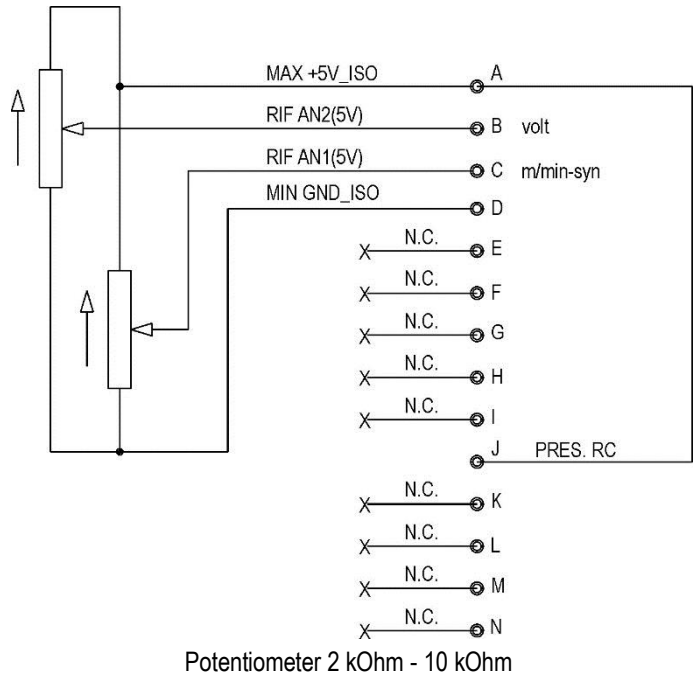 MAX +5V_ISO A
RIF AN2(5V) B volt
RIF AN1(5V) C m/min-syn
MIN GND_ISO D
N.C. E
N.C. F
N.C. G
N.C. H
N.C. I
J PRES. RC
N.C. K
N.C. L
N.C. M
N.C. N
Potentiometer 2 kOhm - 10 kOhm